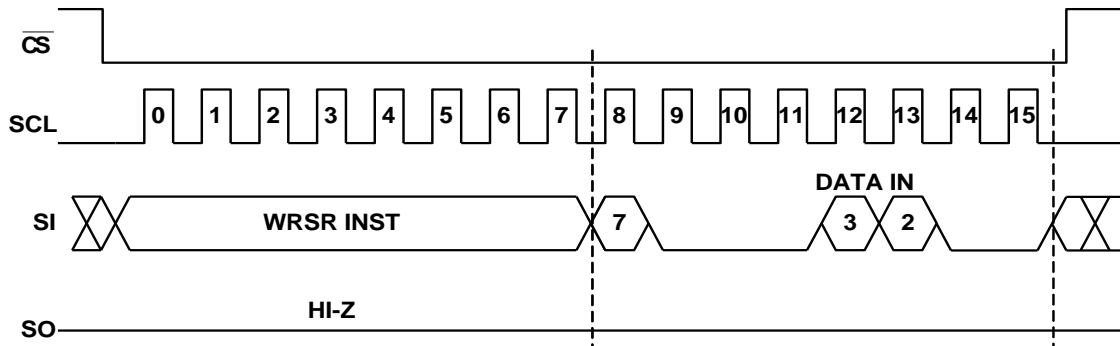 CS
SCL 0 1 2 3 4 5 6 7 8 9 10 11 12 13 14 15
DATA IN
SI WRSR INST 7 3 2
HI-Z
SO